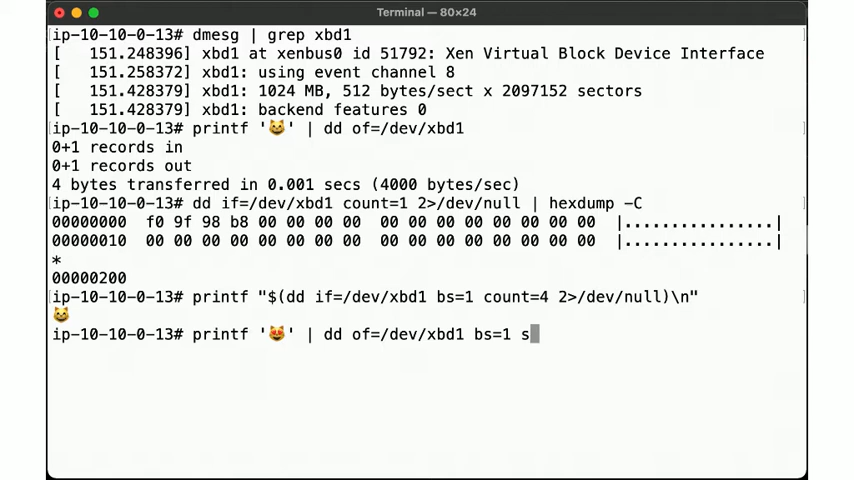 Terminal — 80×24
ip-10-10-0-13# dmesg | grep xbd1
[   151.248396] xbd1 at xenbus0 id 51792: Xen Virtual Block Device Interface
[   151.258372] xbd1: using event channel 8
[   151.428379] xbd1: 1024 MB, 512 bytes/sect x 2097152 sectors
[   151.428379] xbd1: backend features 0
ip-10-10-0-13# printf '😺' | dd of=/dev/xbd1
0+1 records in
0+1 records out
4 bytes transferred in 0.001 secs (4000 bytes/sec)
ip-10-10-0-13# dd if=/dev/xbd1 count=1 2>/dev/null | hexdump -C
00000000  f0 9f 98 b8 00 00 00 00  00 00 00 00 00 00 00 00  |................|
00000010  00 00 00 00 00 00 00 00  00 00 00 00 00 00 00 00  |................|
*
00000200
ip-10-10-0-13# printf "$(dd if=/dev/xbd1 bs=1 count=4 2>/dev/null)\n"
😸
ip-10-10-0-13# printf '😻' | dd of=/dev/xbd1 bs=1 s